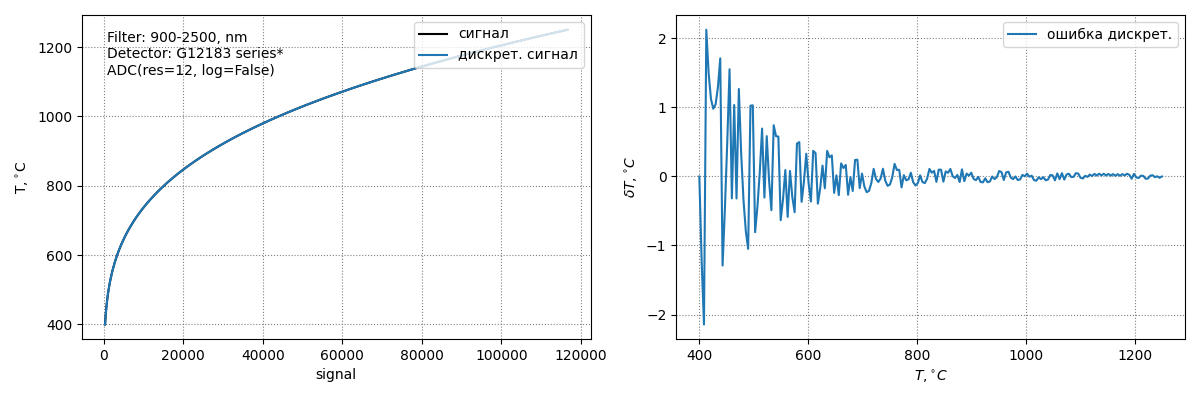 Filter: 900-2500, nm
Detector: G12183 series*
ADC(res=12, log=False)
сигнал
дискрет. сигнал
1200
1000
800
600
400
T, °C
0 20000 40000 60000 80000 100000 120000
signal
ошибка дискрет.
2
1
0
−1
−2
δT, °C
400 600 800 1000 1200
T, °C